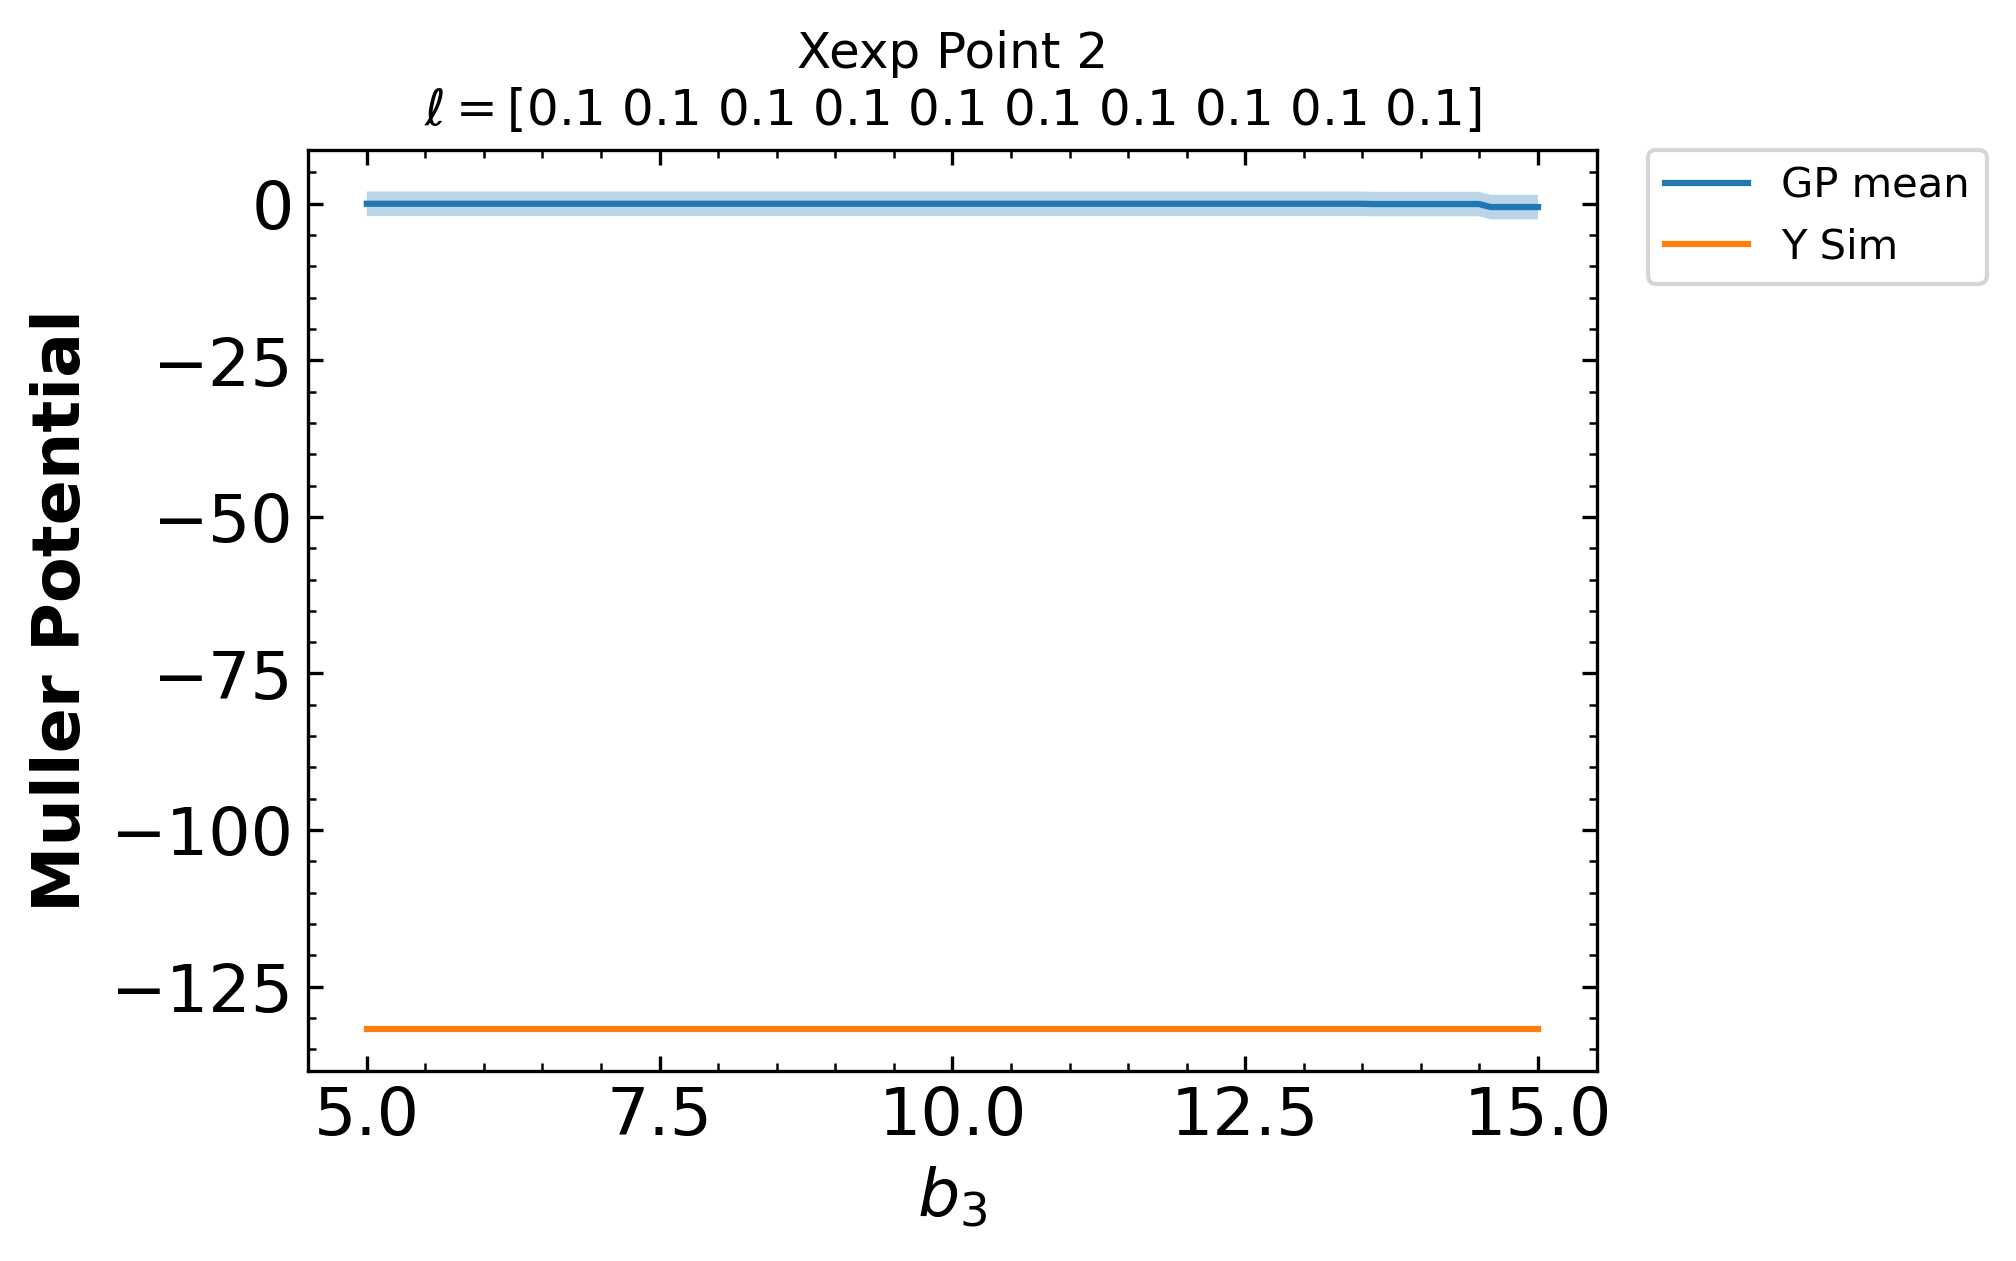 Xexp Point 2
ℓ = [0.1 0.1 0.1 0.1 0.1 0.1 0.1 0.1 0.1 0.1]
GP mean
Y Sim
Muller Potential
0
−25
−50
−75
−100
−125
5.0 7.5 10.0 12.5 15.0
b₃